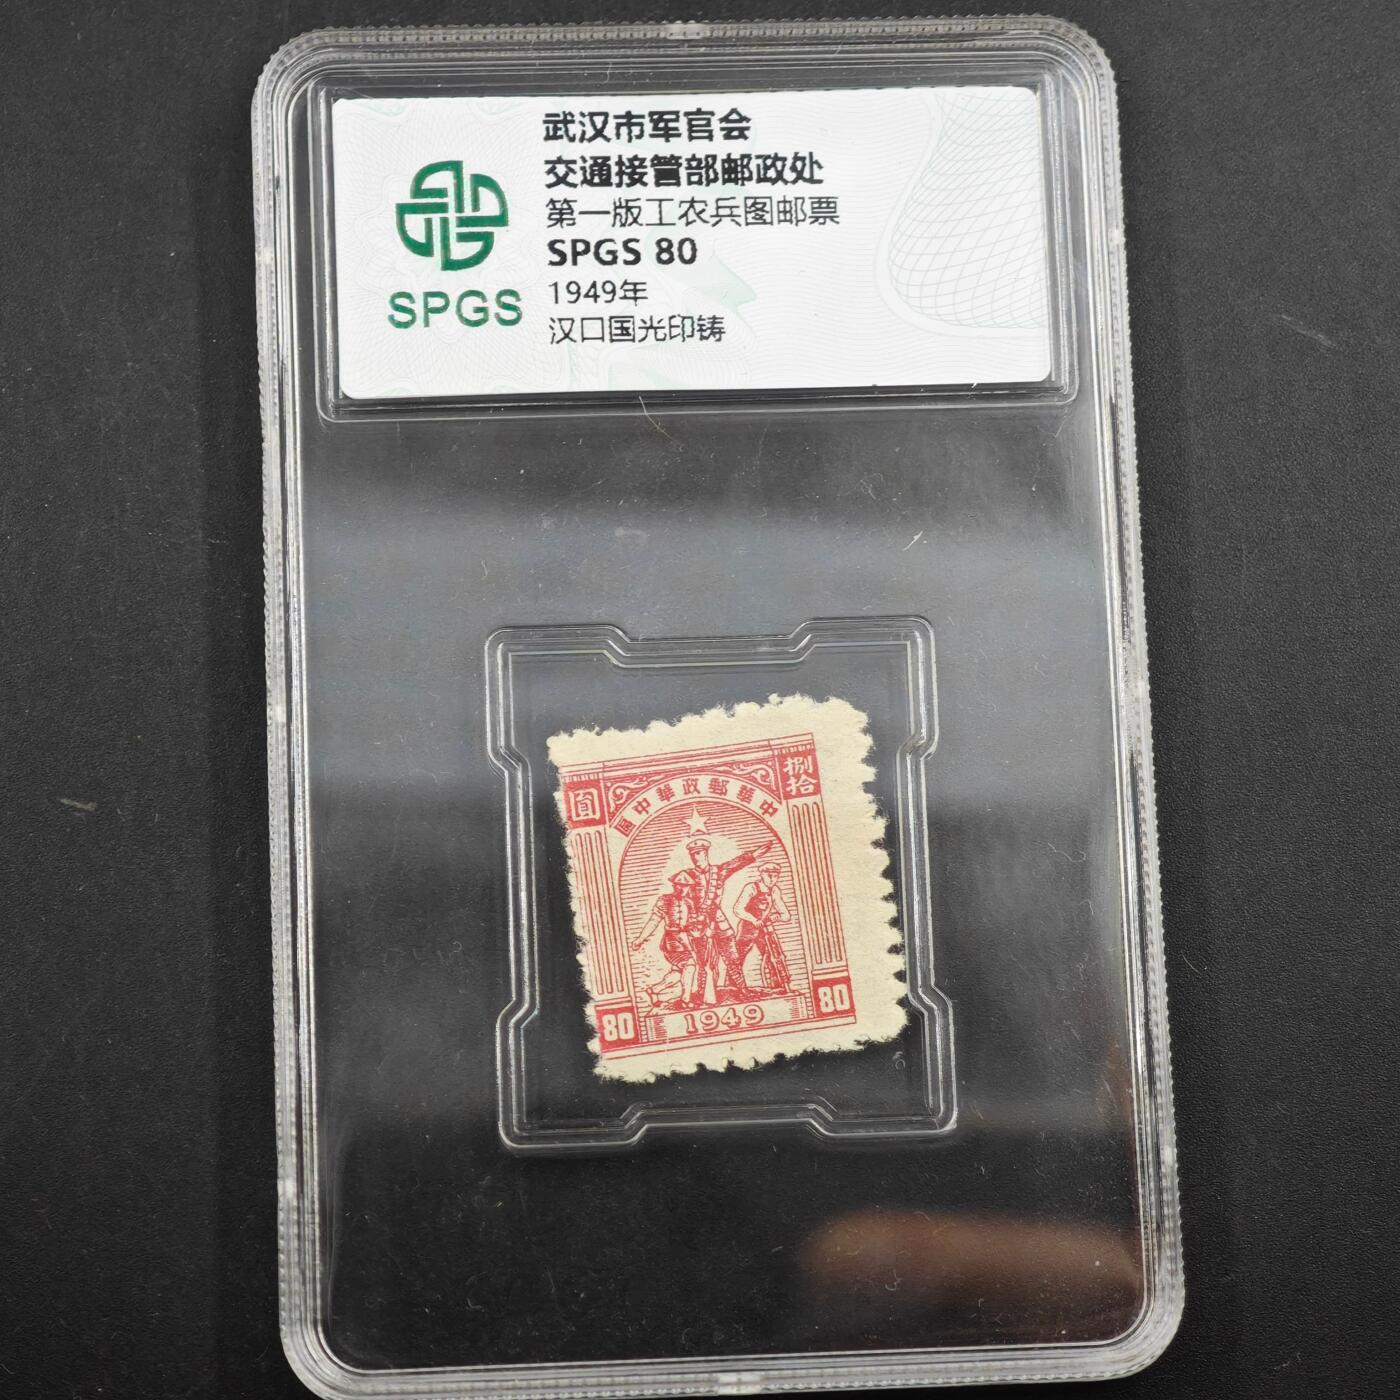 武汉市军官会
交通接管部邮政处
第一版工农兵图邮票
SPGS 80
1949年
汉口国光印铸
SPGS
圓
區中華政郵華中
捌拾
80
1949
80